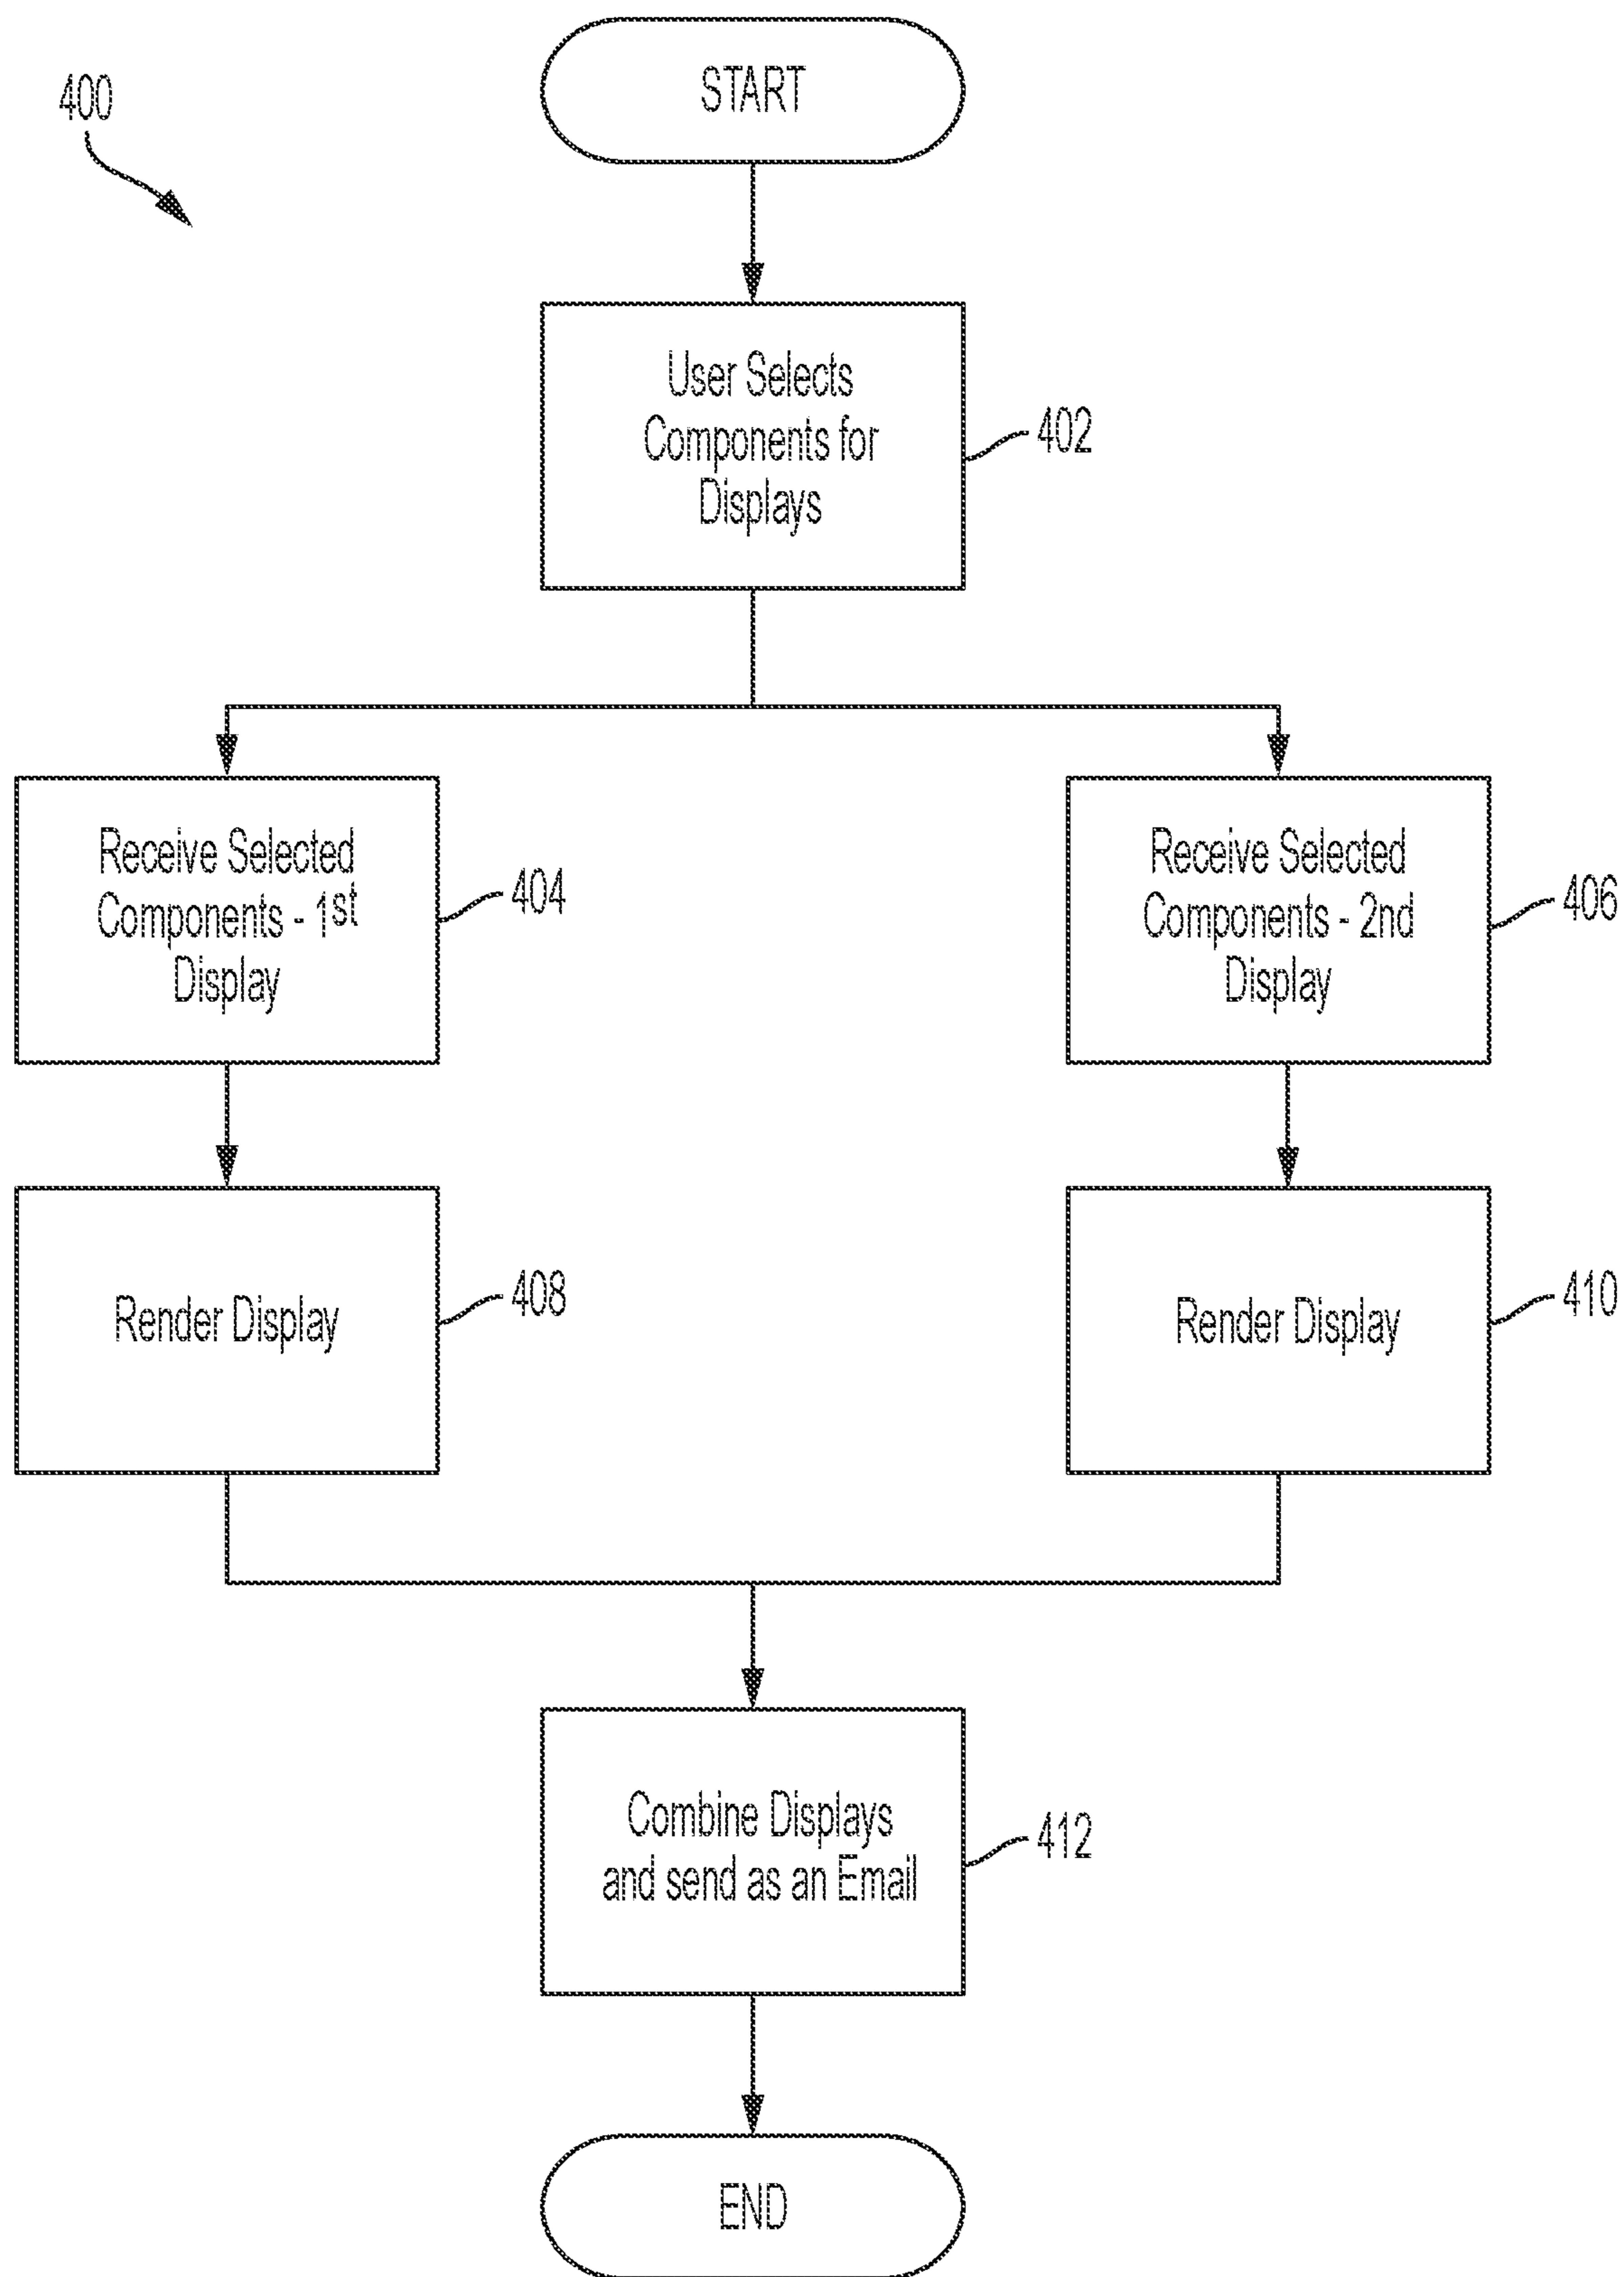 400
START
User Selects
Components for
Displays
402
Receive Selected
Components - 1st
Display
404
Receive Selected
Components - 2nd
Display
406
Render Display
408
Render Display
410
Combine Displays
and send as an Email
412
END